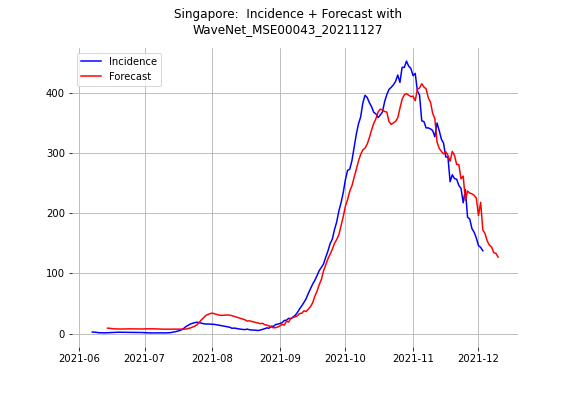 Singapore:  Incidence + Forecast with
WaveNet_MSE00043_20211127
Incidence
Forecast
400
300
200
100
0
2021-06 2021-07 2021-08 2021-09 2021-10 2021-11 2021-12